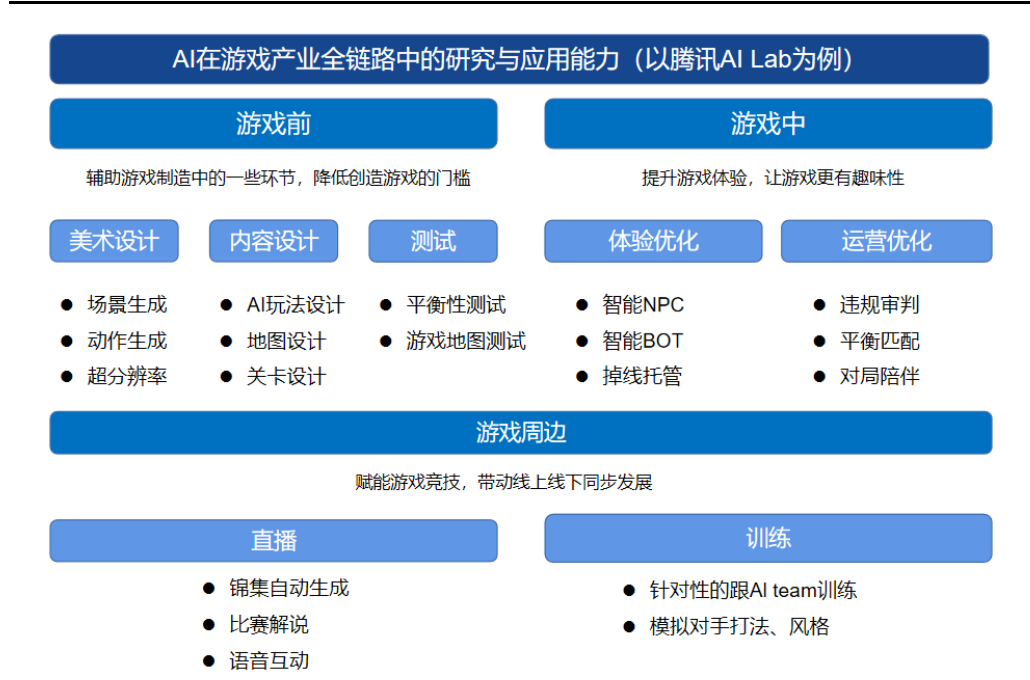 AI在游戏产业全链路中的研究与应用能力（以腾讯AI Lab为例）
游戏前
游戏中
辅助游戏制造中的一些环节，降低创造游戏的门槛
提升游戏体验，让游戏更有趣味性
美术设计
内容设计
测试
体验优化
运营优化
● 场景生成
● AI玩法设计
● 平衡性测试
● 智能NPC
● 违规审判
● 动作生成
● 地图设计
● 游戏地图测试
● 智能BOT
● 平衡匹配
● 超分辨率
● 关卡设计
● 掉线托管
● 对局陪伴
游戏周边
赋能游戏竞技，带动线上线下同步发展
直播
训练
● 锦集自动生成
● 针对性的跟AI team训练
● 比赛解说
● 模拟对手打法、风格
● 语音互动